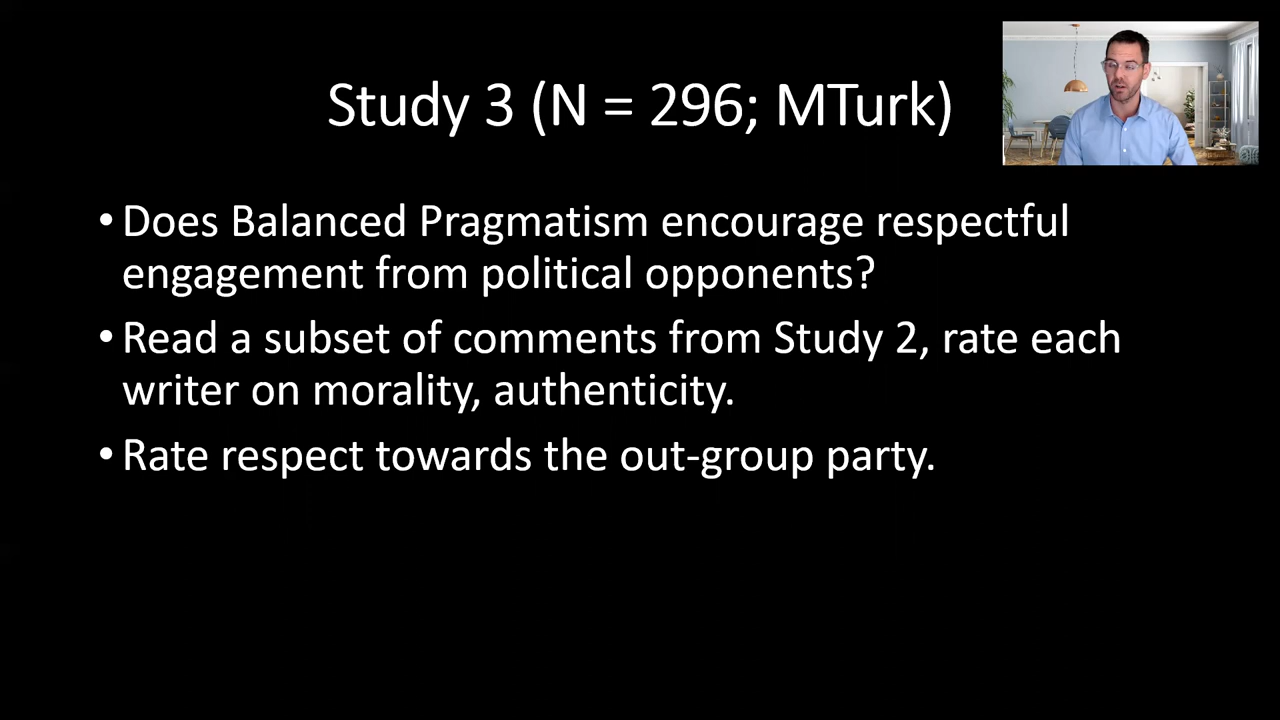 Study 3 (N = 296; MTurk)
•Does Balanced Pragmatism encourage respectful
engagement from political opponents?
•Read a subset of comments from Study 2, rate each
writer on morality, authenticity.
•Rate respect towards the out-group party.